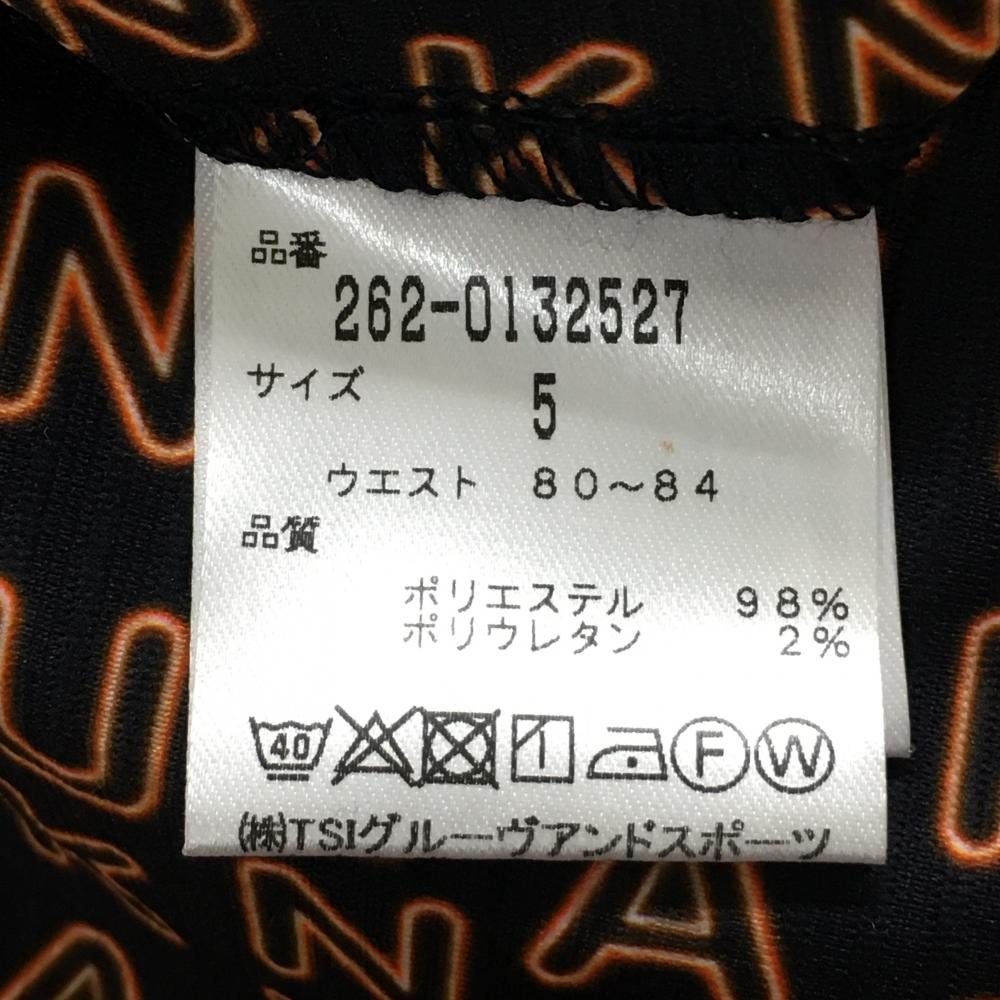 品番
262-0132527
サイズ
5
ウエスト 80〜84
品質
ポリエステル 98%
ポリウレタン 2%
40 F W
(株)TSIグルーヴアンドスポーツ